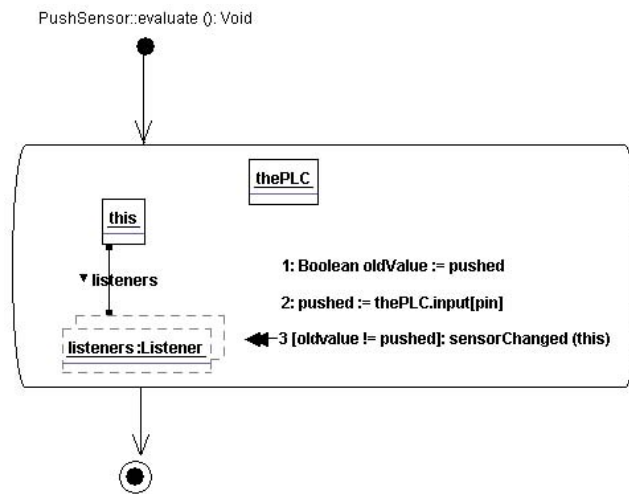 PushSensor::evaluate (): Void
thePLC
this
listeners
1: Boolean oldValue := pushed
2: pushed := thePLC.input[pin]
3 [oldvalue != pushed]: sensorChanged (this)
listeners:Listener